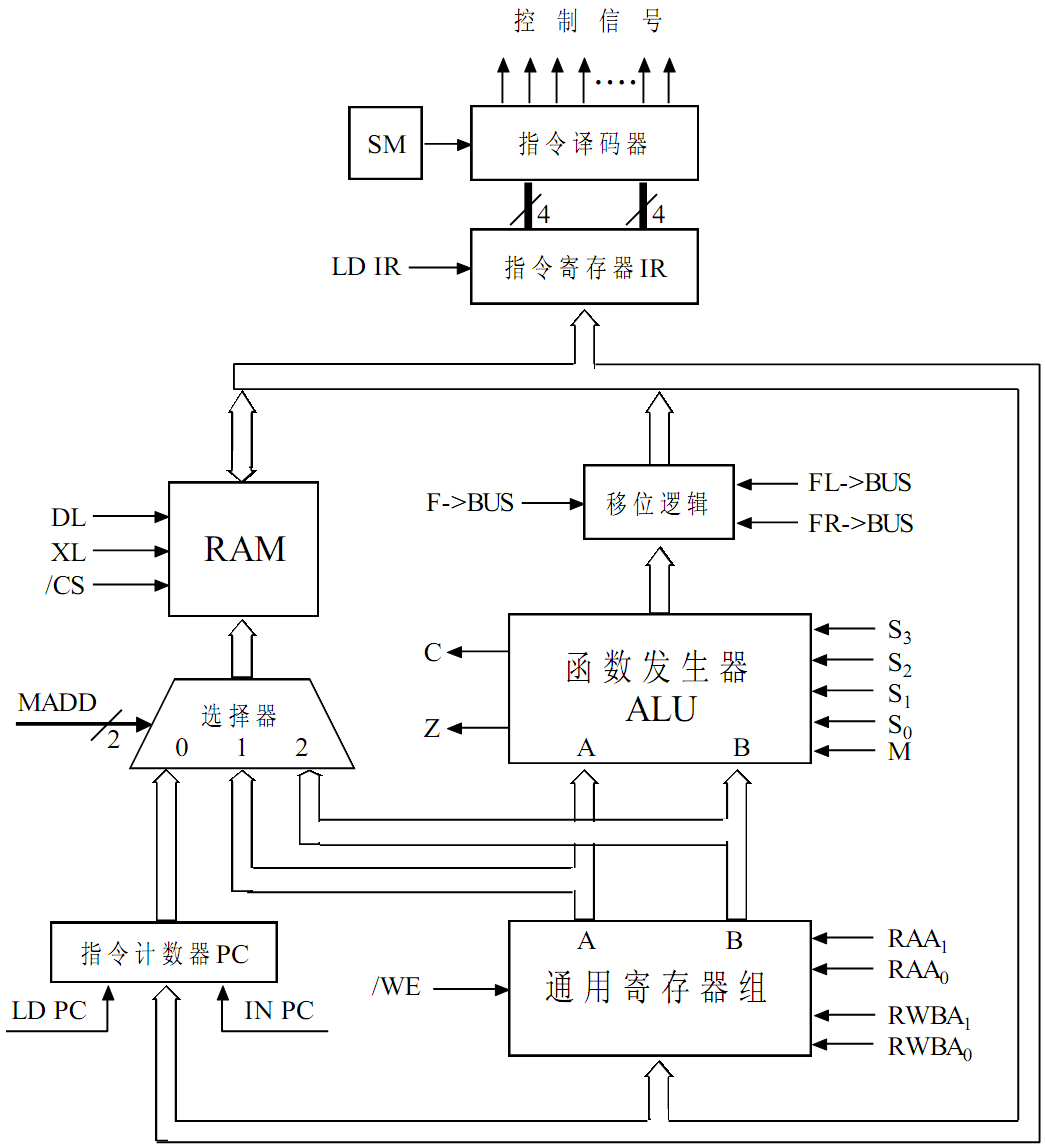 控制信号
SM
指令译码器
4
4
LD IR
指令寄存器IR
DL
XL
/CS
RAM
F->BUS
移位逻辑
FL->BUS
FR->BUS
C
Z
函数发生器
ALU
A
B
S3
S2
S1
S0
M
MADD
2
选择器
0
1
2
指令计数器PC
LD PC
IN PC
/WE
A
B
通用寄存器组
RAA1
RAA0
RWBA1
RWBA0